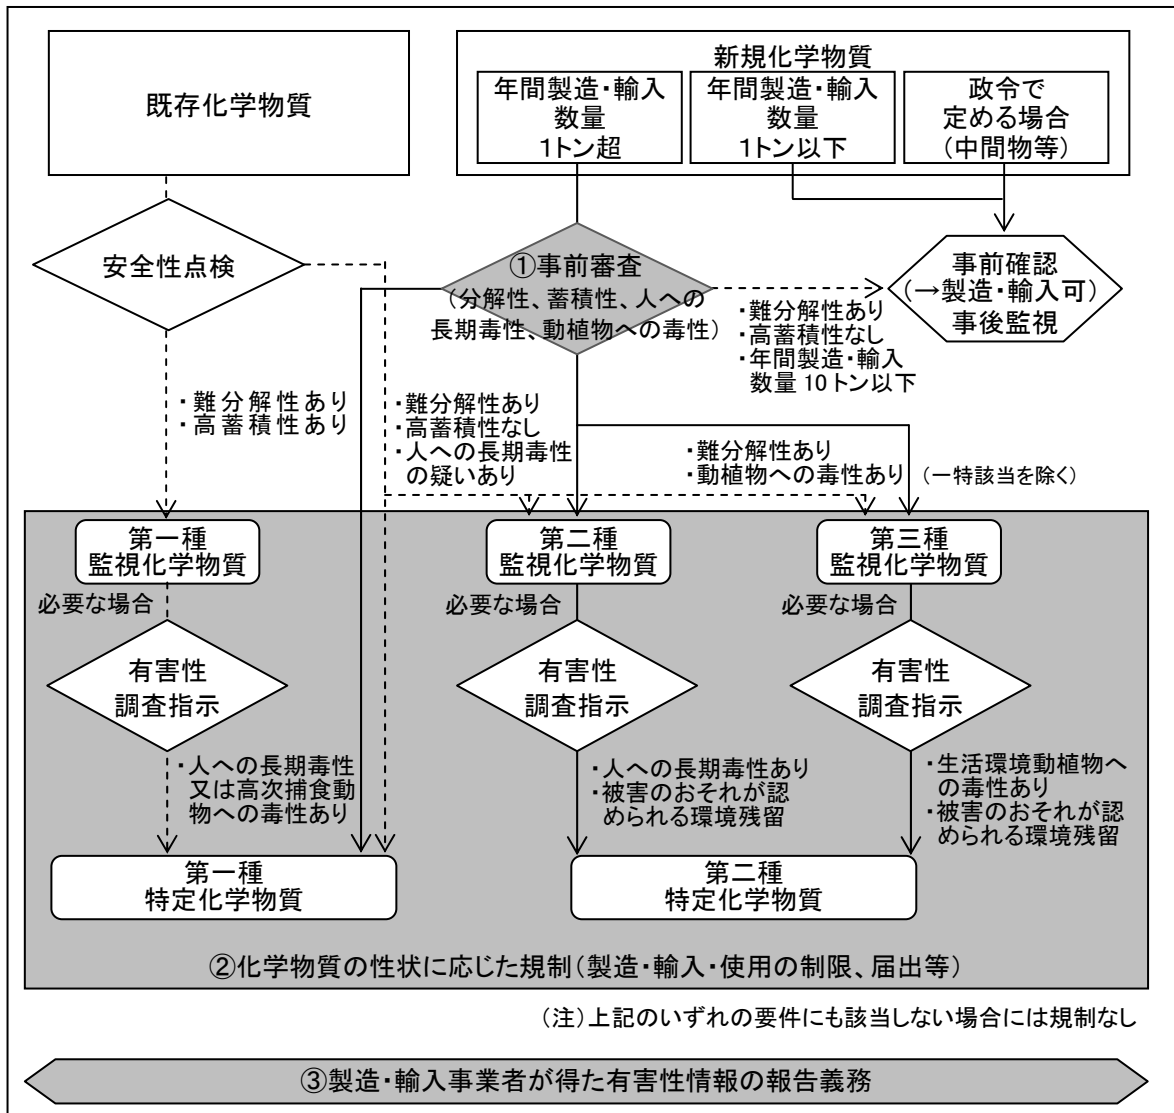 既存化学物質
新規化学物質
年間製造・輸入
数量
1トン超
年間製造・輸入
数量
1トン以下
政令で
定める場合
（中間物等）
安全性点検
①事前審査
（分解性、蓄積性、人への
長期毒性、動植物への毒性）
事前確認
（→製造・輸入可）
事後監視
・難分解性あり
・高蓄積性なし
・年間製造・輸入
数量 10トン以下
・難分解性あり
・高蓄積性あり
・難分解性あり
・高蓄積性なし
・人への長期毒性
の疑いあり
・難分解性あり
・動植物への毒性あり
（一特該当を除く）
第一種
監視化学物質
第二種
監視化学物質
第三種
監視化学物質
必要な場合
必要な場合
必要な場合
有害性
調査指示
有害性
調査指示
有害性
調査指示
・人への長期毒性
又は高次捕食動
物への毒性あり
・人への長期毒性あり
・被害のおそれが認
められる環境残留
・生活環境動植物へ
の毒性あり
・被害のおそれが認
められる環境残留
第一種
特定化学物質
第二種
特定化学物質
②化学物質の性状に応じた規制（製造・輸入・使用の制限、届出等）
（注）上記のいずれの要件にも該当しない場合には規制なし
③製造・輸入事業者が得た有害性情報の報告義務